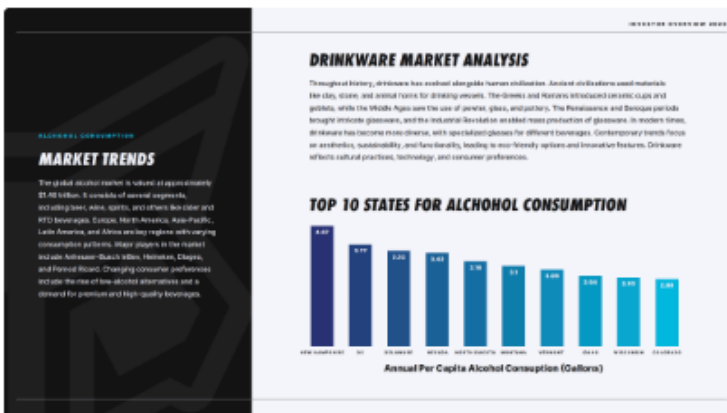 INVESTOR OVERVIEW
ALCHOHOL CONSUMPTION
MARKET TRENDS
The global alcohol market is valued at approximately
trillion. It consists of several segments,
including beer, wine, spirits, and others like cider and
RTD beverages. Europe, North America, Asia-Pacific,
Latin America, and Africa are key regions with varying
consumption patterns. Major players in the market
include Anheuser-Busch InBev, Heineken, Diageo,
and Pernod Ricard. Changing consumer preferences
include the rise of low-alcohol alternatives and a
demand for premium and high-quality beverages.
DRINKWARE MARKET ANALYSIS
Throughout history, drinkware has evolved alongside human civilization. Ancient civilizations used materials
like clay, stone, and animal horns for drinking vessels. The Greeks and Romans introduced ceramic cups and
goblets, while the Middle Ages saw the use of pewter, glass, and pottery. The Renaissance and Baroque periods
brought intricate glassware, and the Industrial Revolution enabled mass production of glassware. In modern times,
drinkware has become more diverse, with specialized glasses for different beverages. Contemporary trends focus
on aesthetics, sustainability, and functionality, leading to eco-friendly options and innovative features. Drinkware
reflects cultural practices, technology, and consumer preferences.
TOP 10 STATES FOR ALCHOHOL CONSUMPTION
4.67
NEW HAMPSHIRE
DELAWARE
NEVADA
NORTH DAKOTA
MONTANA
VERMONT
IDAHO
WISCONSIN
COLORADO
Annual Per Capita Alcohol Consuption (Gallons)